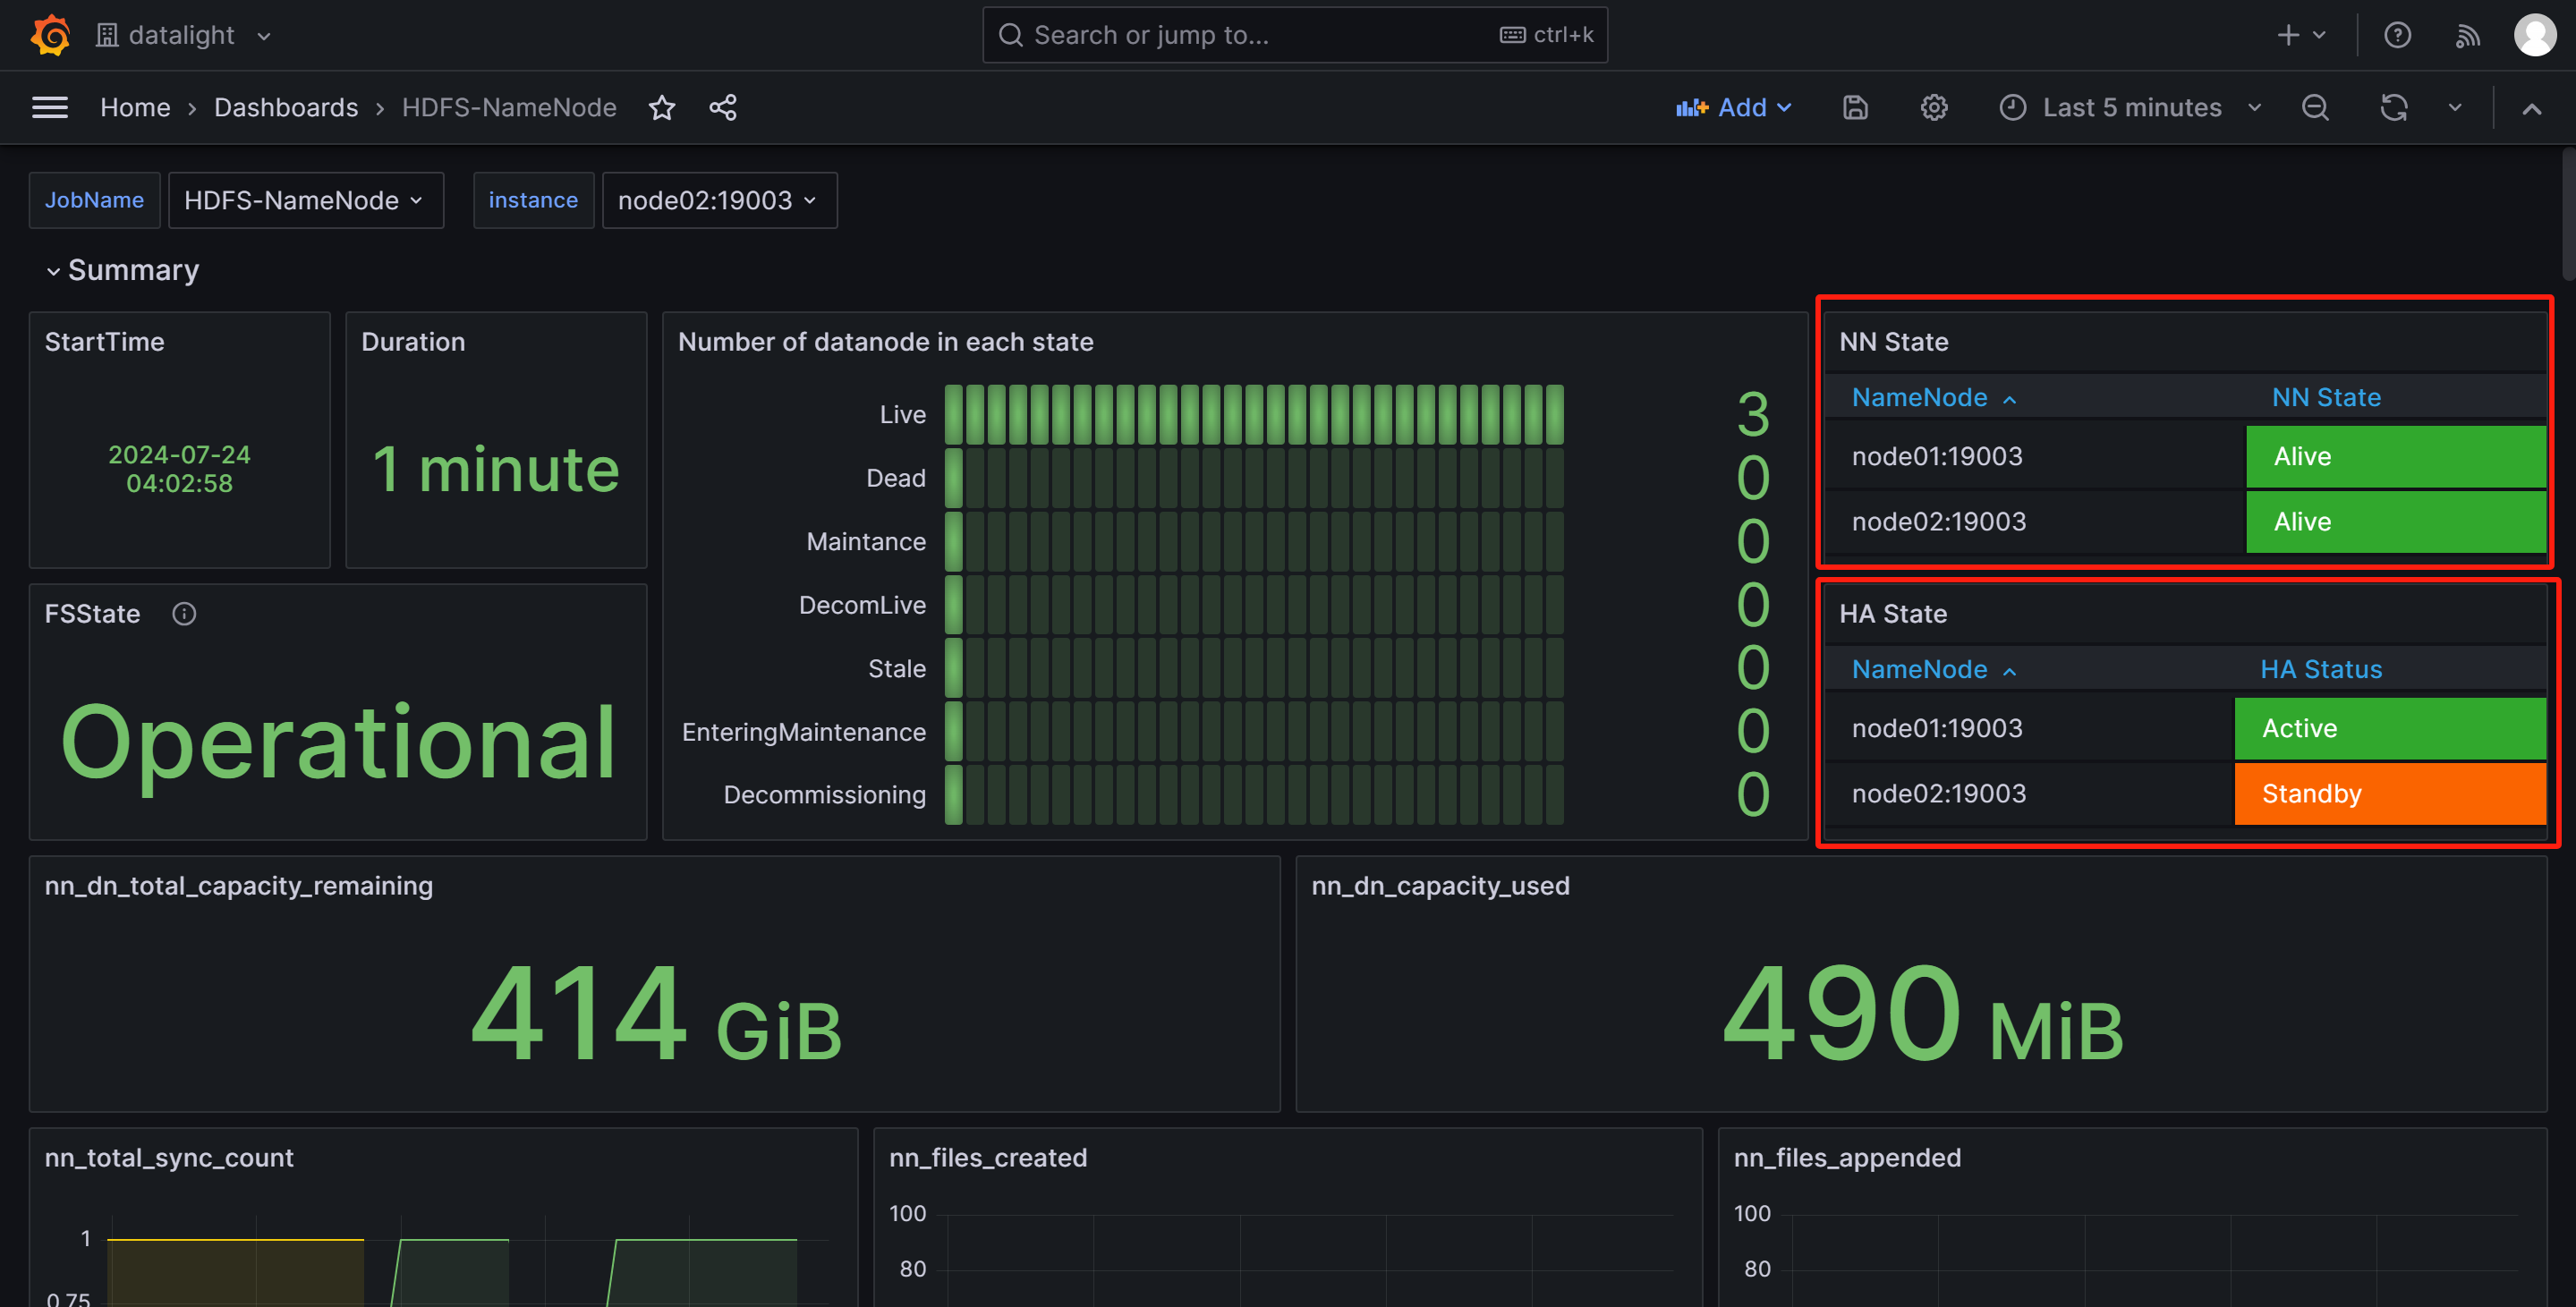 datalight
Search or jump to...
ctrl+k
Home
Dashboards
HDFS-NameNode
Add
Last 5 minutes
JobName
HDFS-NameNode
instance
node02:19003
Summary
StartTime
2024-07-24
04:02:58
Duration
1 minute
FSState
Operational
Number of datanode in each state
Live
3
Dead
0
Maintance
0
DecomLive
0
Stale
0
EnteringMaintenance
0
Decommissioning
0
NN State
NameNode
NN State
node01:19003
Alive
node02:19003
Alive
HA State
NameNode
HA Status
node01:19003
Active
node02:19003
Standby
nn_dn_total_capacity_remaining
414 GiB
nn_dn_capacity_used
490 MiB
nn_total_sync_count
1
0.75
nn_files_created
100
80
nn_files_appended
100
80